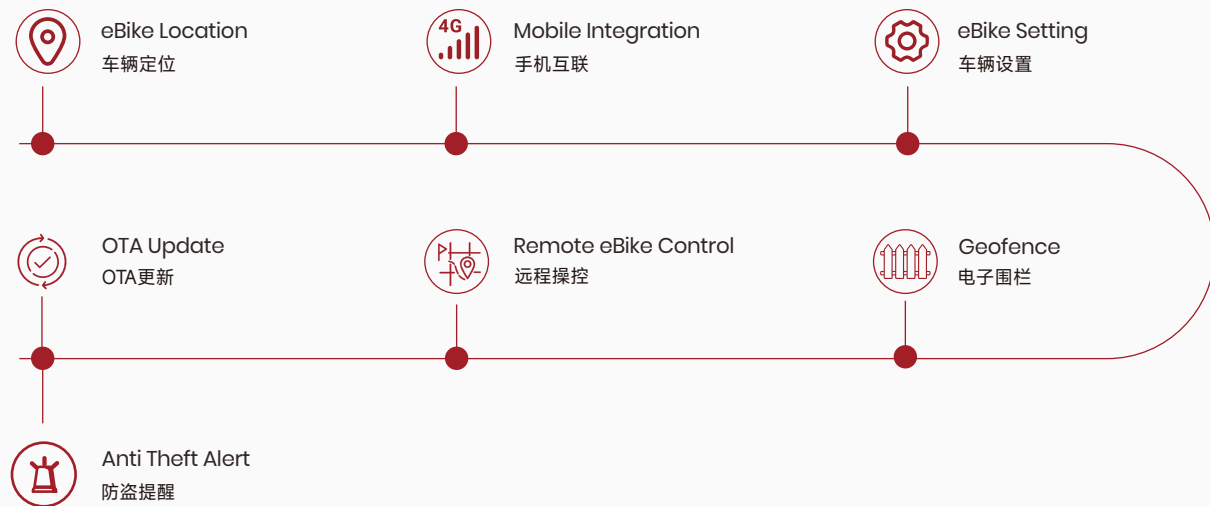 eBike Location
车辆定位
4G
Mobile Integration
手机互联
eBike Setting
车辆设置
OTA Update
OTA更新
Remote eBike Control
远程操控
Geofence
电子围栏
Anti Theft Alert
防盗提醒